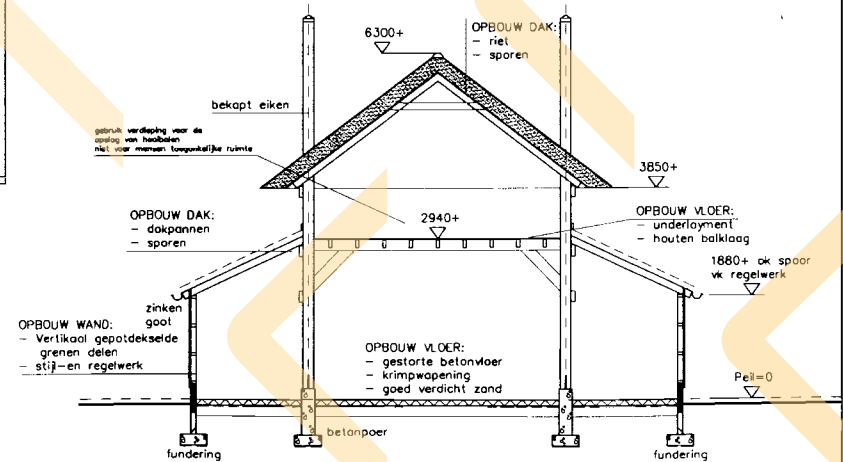 6300+
OPBOUW DAK:
- riet
- sporen
bekapt eiken
gebruik verdieping voor de
opslag van hooibalen
niet voor mensen toegankelijke ruimte
3850+
OPBOUW DAK:
- dakpannen
- sporen
2940+
OPBOUW VLOER:
- underlayment
- houten balklaag
1880+ ok spoor
vk regelwerk
zinken
goot
OPBOUW WAND:
- Vertikaal gepotdekselde
grenen delen
- stijl-en regelwerk
OPBOUW VLOER:
- gestorte betonvloer
- krimpwapening
- goed verdicht zand
Peil=0
betonpoer
fundering
fundering